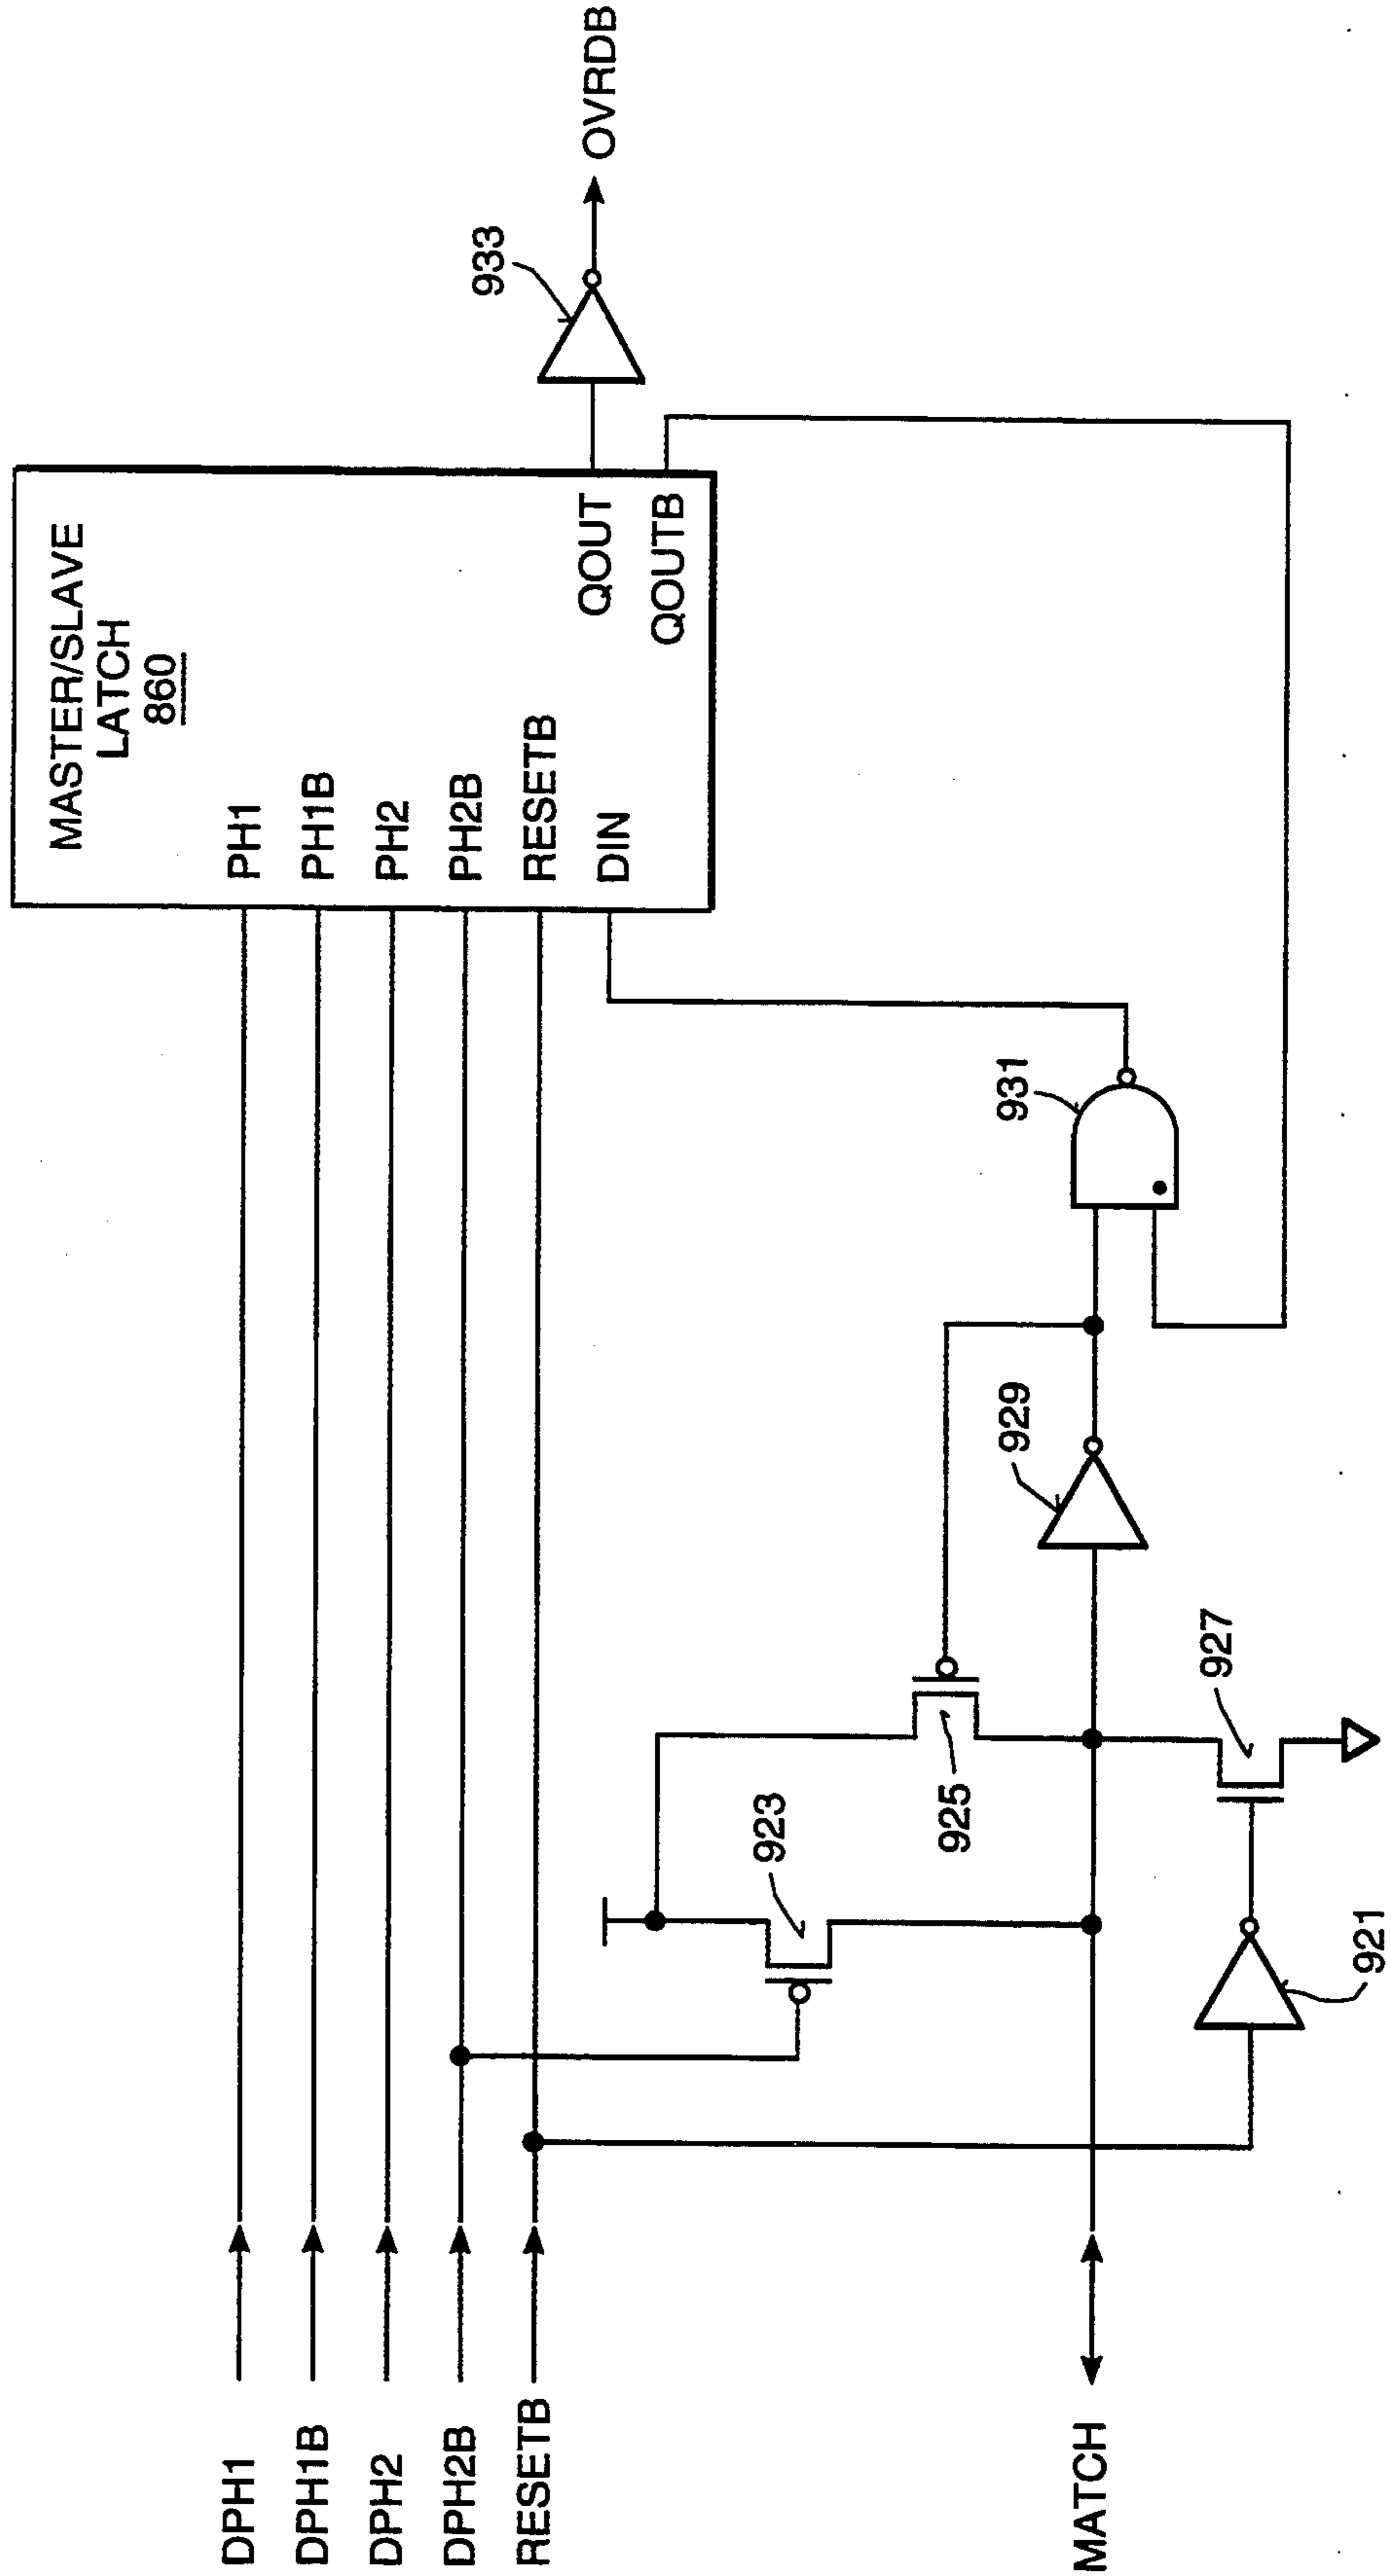 MASTER/SLAVE
LATCH
860
PH1
PH1B
PH2
PH2B
RESETB
DIN
QOUT
QOUTB
933
OVRDB
DPH1
DPH1B
DPH2
DPH2B
RESETB
MATCH
923
925
927
921
929
931